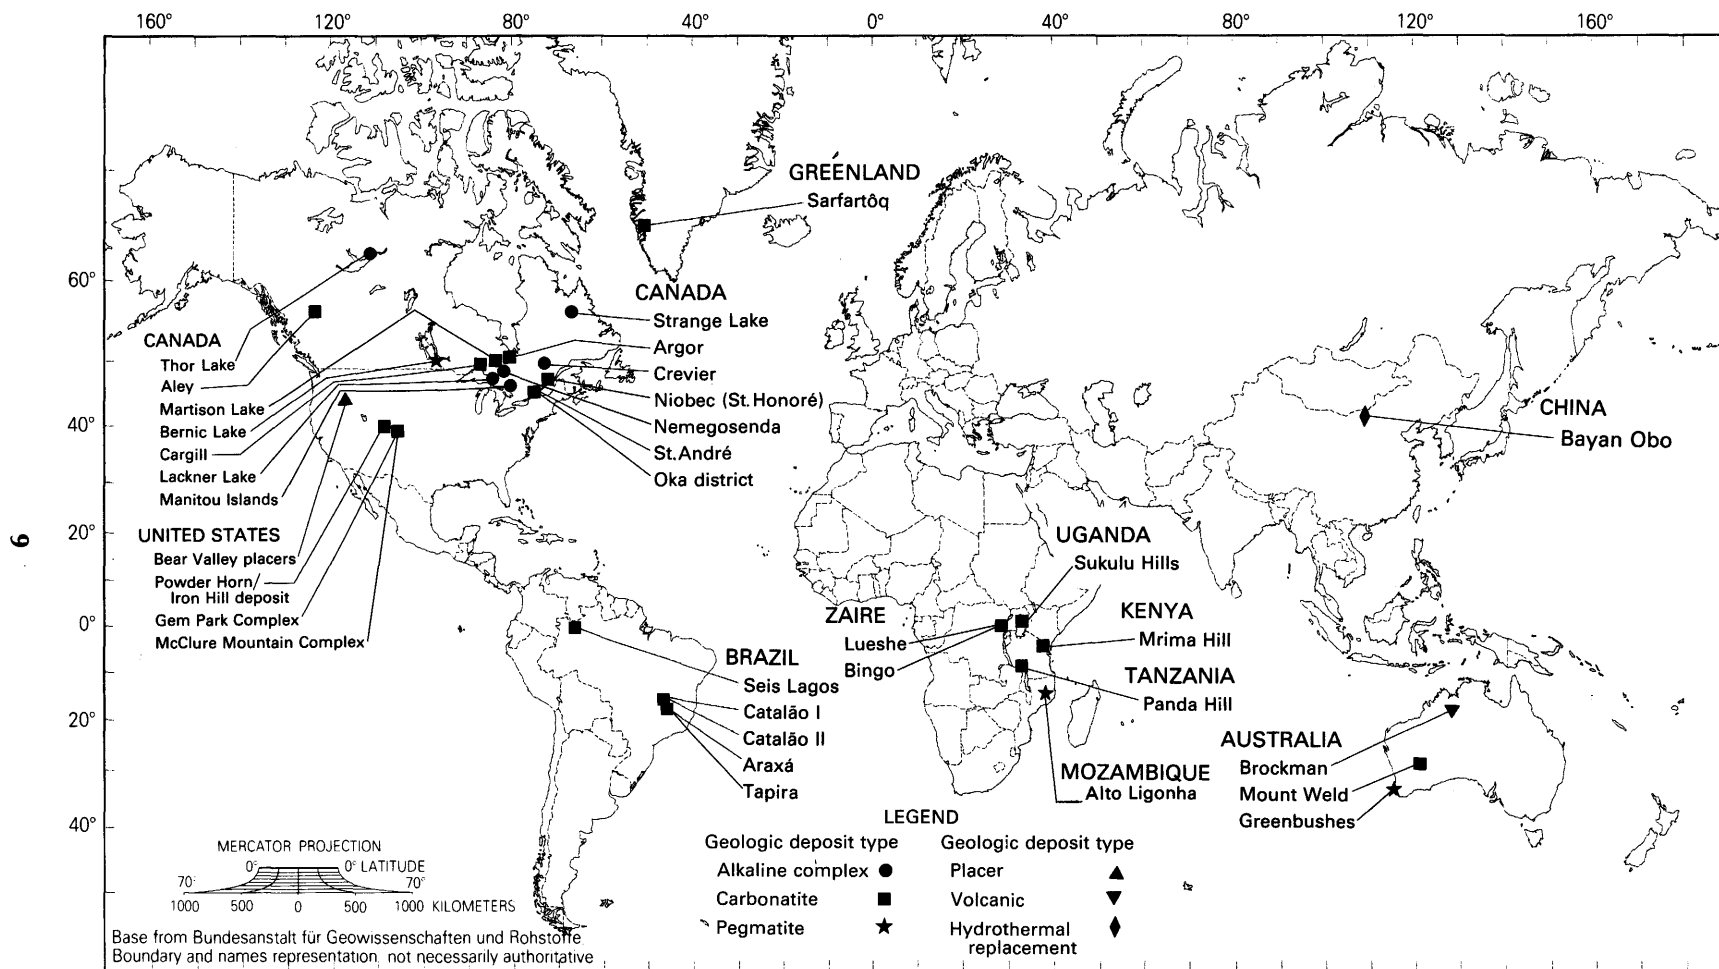 160° 120° 80° 40° 0° 40° 80° 120° 160°
60°
40°
20°
0°
20°
40°
9
GREENLAND
Sarfartôq
CANADA
Thor Lake
Aley
Martison Lake
Bernic Lake
Cargill
Lackner Lake
Manitou Islands
CANADA
Strange Lake
Argor
Crevier
Niobec (St.Honoré)
Nemegosenda
St.André
Oka district
UNITED STATES
Bear Valley placers
Powder Horn/
Iron Hill deposit
Gem Park Complex
McClure Mountain Complex
BRAZIL
Seis Lagos
Catalão I
Catalão II
Araxá
Tapira
UGANDA
Sukulu Hills
ZAIRE
Lueshe
Bingo
KENYA
Mrima Hill
TANZANIA
Panda Hill
MOZAMBIQUE
Alto Ligonha
CHINA
Bayan Obo
AUSTRALIA
Brockman
Mount Weld
Greenbushes
LEGEND
Geologic deposit type
Alkaline complex
Carbonatite
Pegmatite
Geologic deposit type
Placer
Volcanic
Hydrothermal
replacement
MERCATOR PROJECTION
0° 0° LATITUDE
70° 70°
1000 500 0 500 1000 KILOMETERS
Base from Bundesanstalt für Geowissenschaften und Rohstoffe
Boundary and names representation not necessarily authoritative